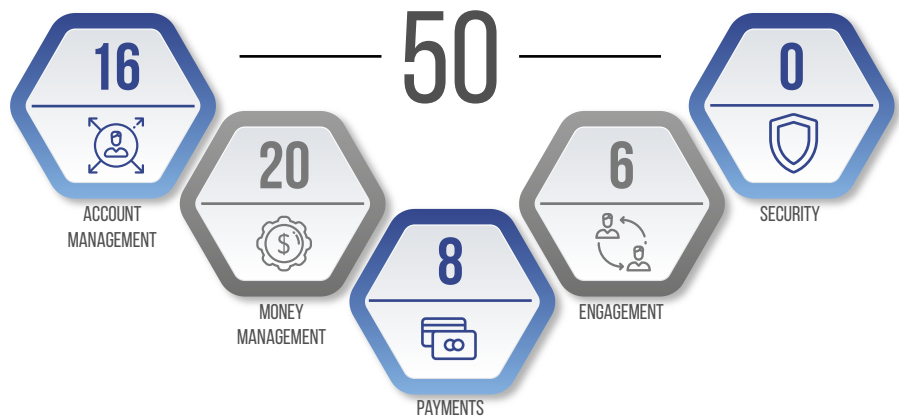 50
16
ACCOUNT
MANAGEMENT
20
$
MONEY
MANAGEMENT
8
PAYMENTS
6
ENGAGEMENT
0
SECURITY